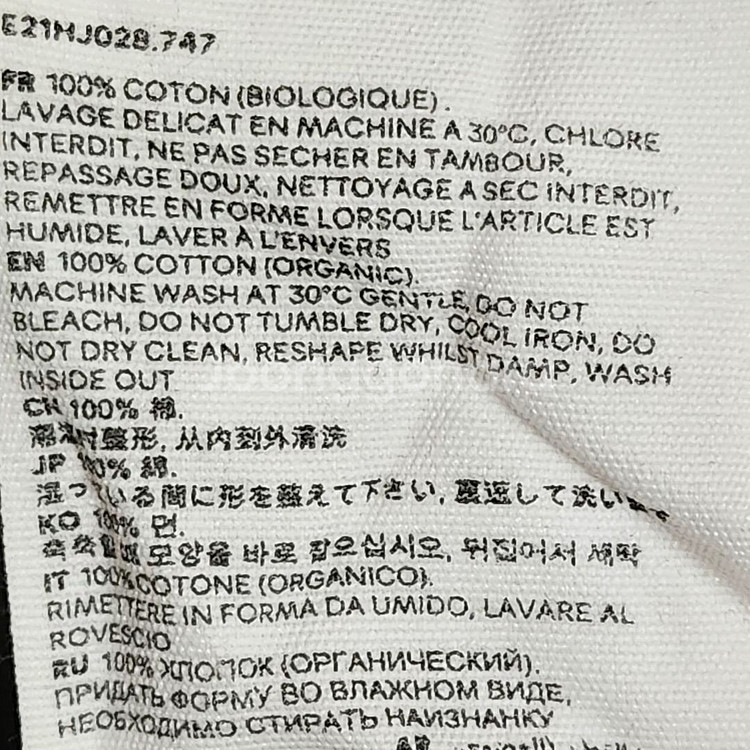 E21HJ028.747
FR 100% COTON (BIOLOGIQUE).
LAVAGE DELICAT EN MACHINE A 30°C, CHLORE
INTERDIT, NE PAS SECHER EN TAMBOUR,
REPASSAGE DOUX, NETTOYAGE A SEC INTERDIT,
REMETTRE EN FORME LORSQUE L'ARTICLE EST
HUMIDE, LAVER A L'ENVERS
EN 100% COTTON (ORGANIC).
MACHINE WASH AT 30°C GENTLE, DO NOT
BLEACH, DO NOT TUMBLE DRY, COOL IRON, DO
NOT DRY CLEAN, RESHAPE WHILST DAMP, WASH
INSIDE OUT
CH 100% 棉.
潮湿时整形, 从内到外清洗
JP 100% 綿.
湿っている間に形を整えて下さい, 裏返して洗い
KO 100% 면.
모양을 바로 잡으십시오, 뒤집어서 세탁
IT 100% COTONE (ORGANICO).
RIMETTERE IN FORMA DA UMIDO, LAVARE AL
ROVESCIO
RU 100% ХЛОПОК (ОРГАНИЧЕСКИЙ).
ПРИДАТЬ ФОРМУ ВО ВЛАЖНОМ ВИДЕ,
НЕОБХОДИМО СТИРАТЬ НАИЗНАНКУ